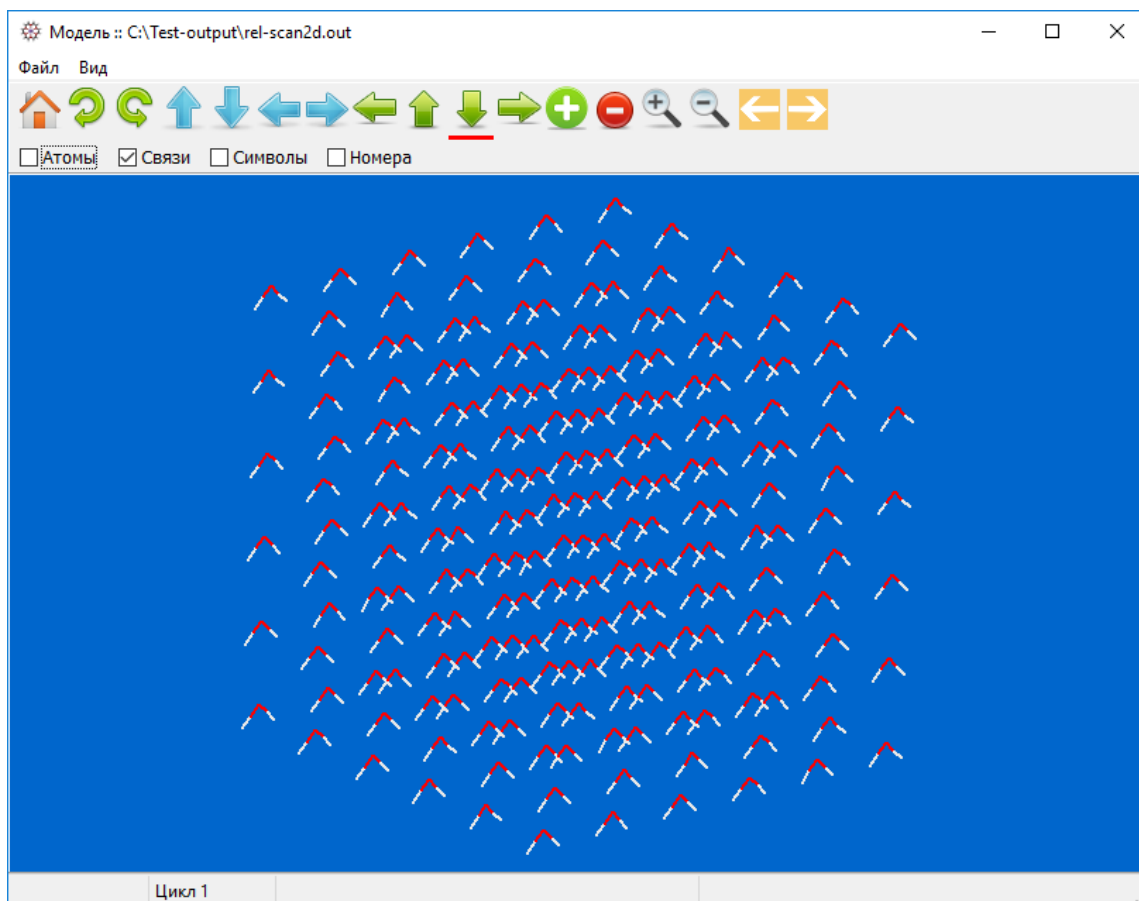 Модель :: C:\Test-output\rel-scan2d.out
Файл Вид
Атомы Связи Символы Номера
Цикл 1